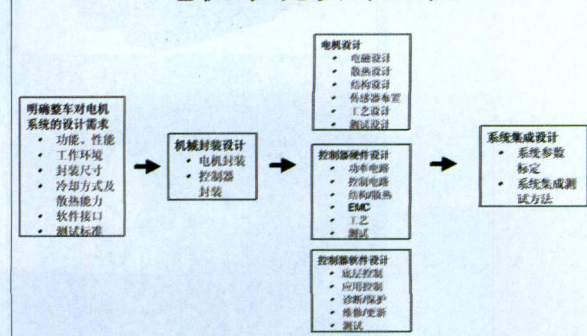 明确整车对电机
系统的设计需求
• 功能、性能
• 工作环境
• 封装尺寸
• 冷却方式及
散热能力
• 软件接口
• 测试标准
机械封装设计
• 电机封装
• 控制器
封装
电机设计
• 电磁设计
• 散热设计
• 结构设计
• 传感器布置
• 工艺设计
• 测试设计
控制器硬件设计
• 功率电路
• 控制电路
• 结构/散热
• EMC
• 工艺
• 测试
控制器软件设计
• 底层控制
• 应用控制
• 诊断/保护
• 维修/更新
• 测试
系统集成设计
• 系统参数
标定
• 系统集成测
试方法